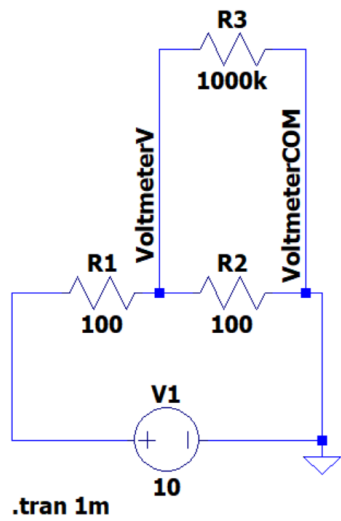 R3
1000k
VoltmeterV
VoltmeterCOM
R1
R2
100
100
V1
10
.tran 1m